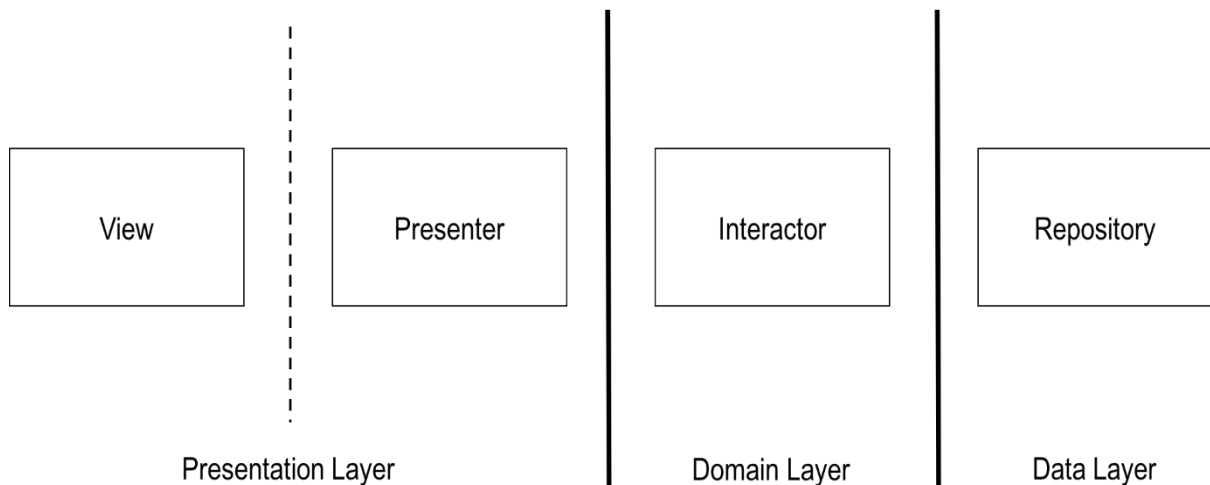 View
Presenter
Interactor
Repository
Presentation Layer
Domain Layer
Data Layer